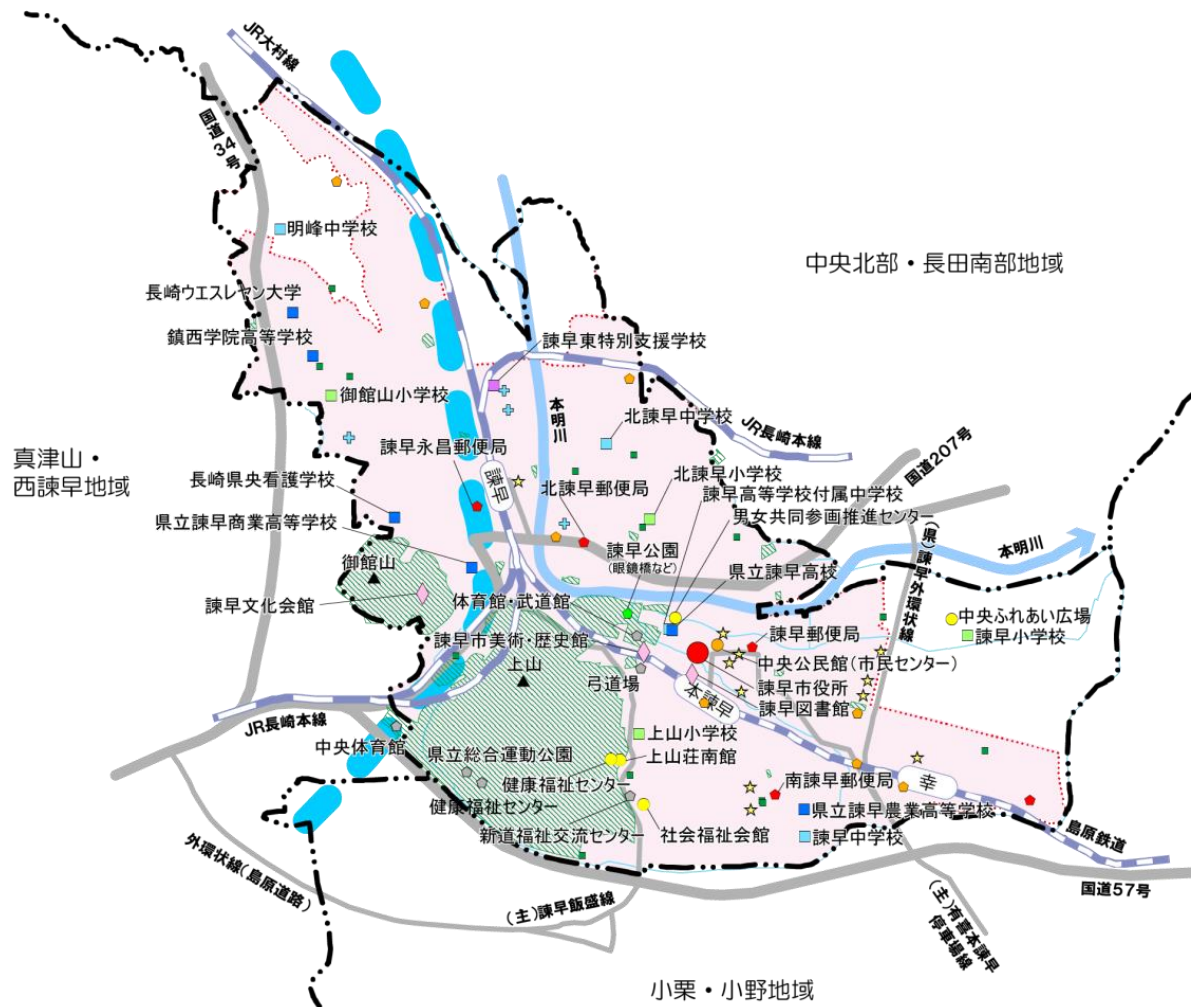 JR大村線
国道34号
中央北部・長田南部地域
明峰中学校
長崎ウエスレヤン大学
鎮西学院高等学校
諫早東特別支援学校
御館山小学校
本明川
北諫早中学校
JR長崎本線
国道207号
真津山・
西諫早地域
諫早永昌郵便局
諫早
長崎県央看護学校
北諫早郵便局
北諫早小学校
諫早高等学校付属中学校
男女共同参画推進センター
県立諫早商業高等学校
御館山
諫早公園
(眼鏡橋など)
県立諫早高校
(県)諫早外環状線
本明川
諫早文化会館
体育館・武道館
中央ふれあい広場
諫早小学校
諫早市美術・歴史館
諫早郵便局
上山
弓道場
中央公民館(市民センター)
諫早市役所
諫早図書館
本諫早
JR長崎本線
中央体育館
県立総合運動公園
上山小学校
上山荘南館
健康福祉センター
健康福祉センター
南諫早郵便局
幸
県立諫早農業高等学校
新道福祉交流センター
社会福祉会館
諫早中学校
島原鉄道
外環状線(島原道路)
(主)諫早飯盛線
国道57号
(主)有喜本諫早
停車場線
小栗・小野地域